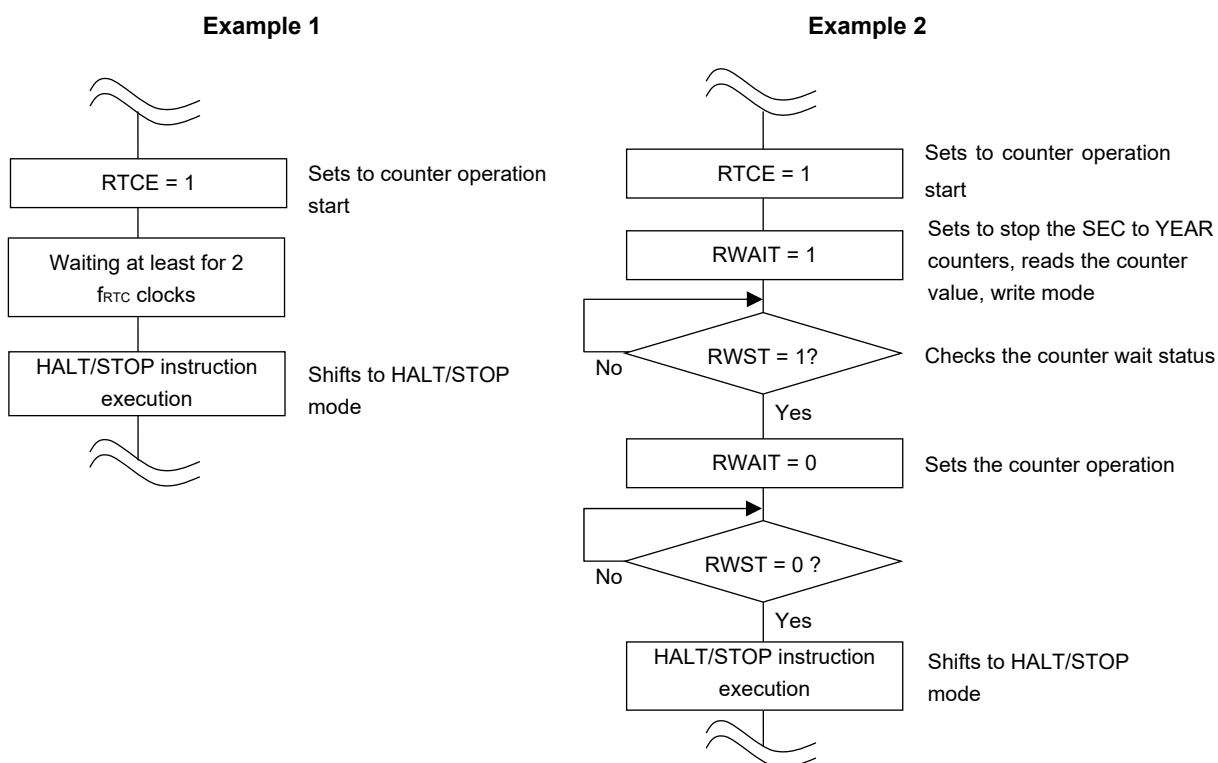 Example 1
RTCE = 1
Sets to counter operation
start
Waiting at least for 2
fRTC clocks
HALT/STOP instruction
execution
Shifts to HALT/STOP
mode
Example 2
RTCE = 1
Sets to counter operation
start
RWAIT = 1
Sets to stop the SEC to YEAR
counters, reads the counter
value, write mode
RWST = 1?
No
Checks the counter wait status
Yes
RWAIT = 0
Sets the counter operation
RWST = 0 ?
No
Yes
HALT/STOP instruction
execution
Shifts to HALT/STOP
mode